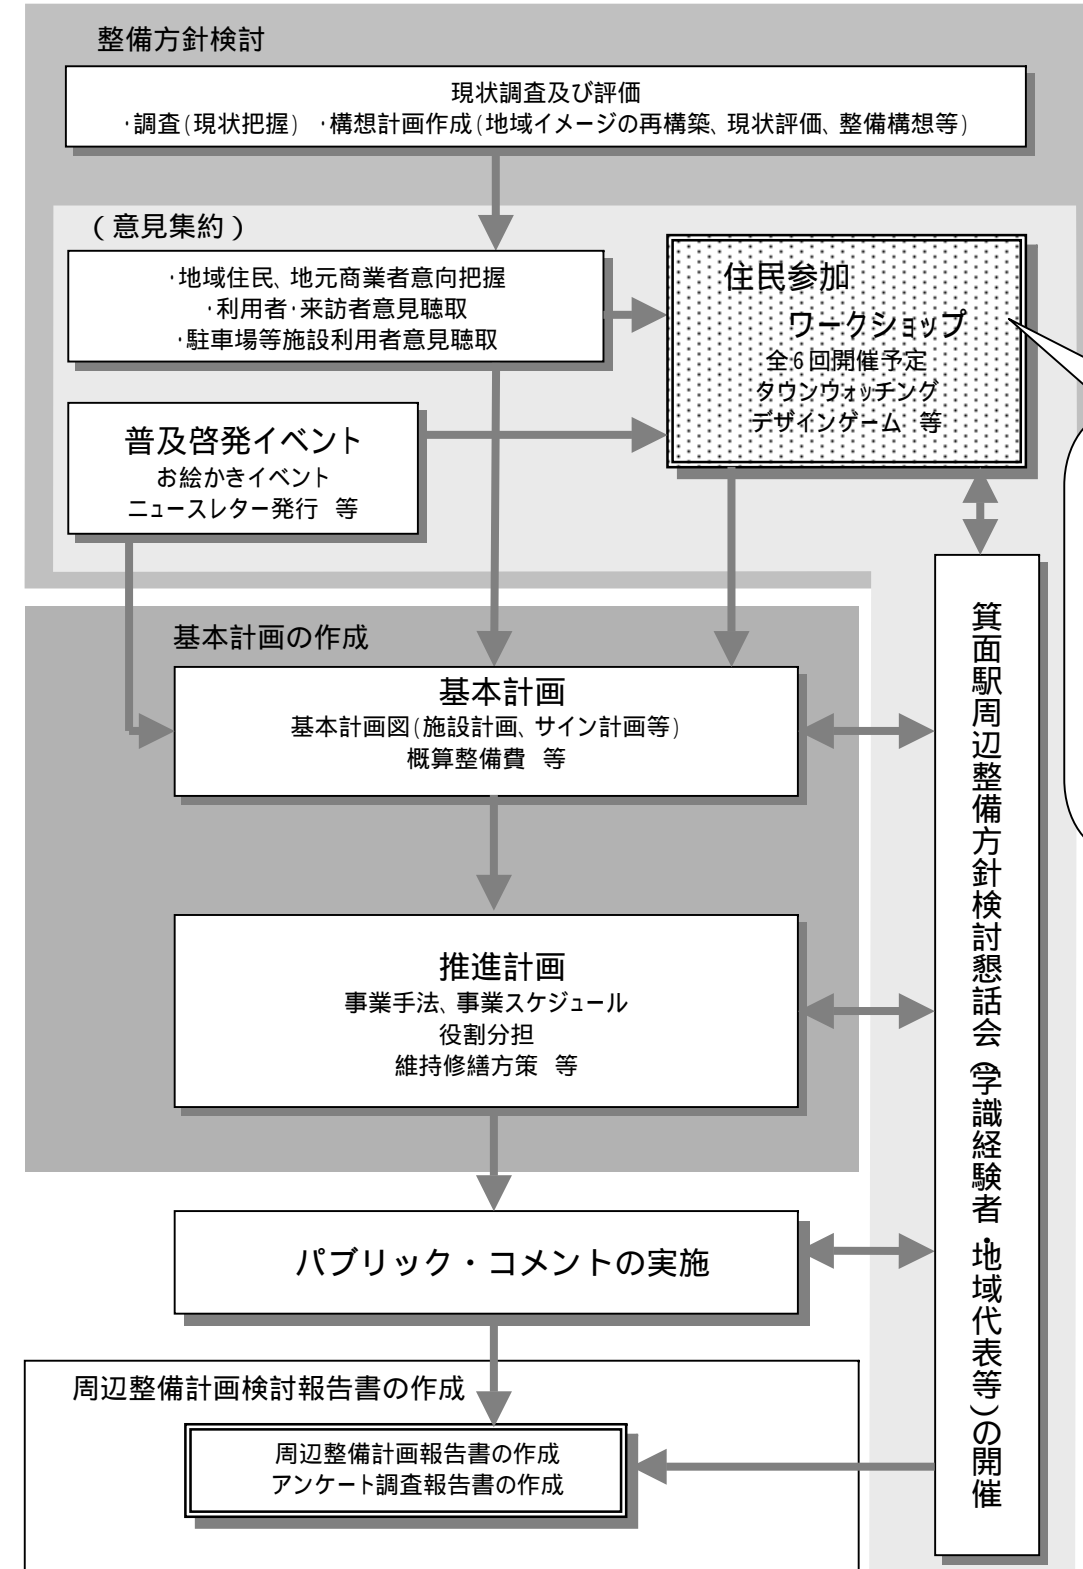 整備方針検討
現状調査及び評価
・調査(現状把握) ・構想計画作成(地域イメージの再構築、現状評価、整備構想等)
(意見集約)
・地域住民、地元商業者意向把握
・利用者・来訪者意見聴取
・駐車場等施設利用者意見聴取
住民参加
ワークショップ
全6回開催予定
タウンウォッチング
デザインゲーム 等
普及啓発イベント
お絵かきイベント
ニュースレター発行 等
基本計画の作成
基本計画
基本計画図(施設計画、サイン計画等)
概算整備費 等
推進計画
事業手法、事業スケジュール
役割分担
維持修繕方策 等
パブリック・コメントの実施
周辺整備計画検討報告書の作成
周辺整備計画報告書の作成
アンケート調査報告書の作成
箕面駅周辺整備方針検討懇話会(学識経験者・地域代表等)の開催